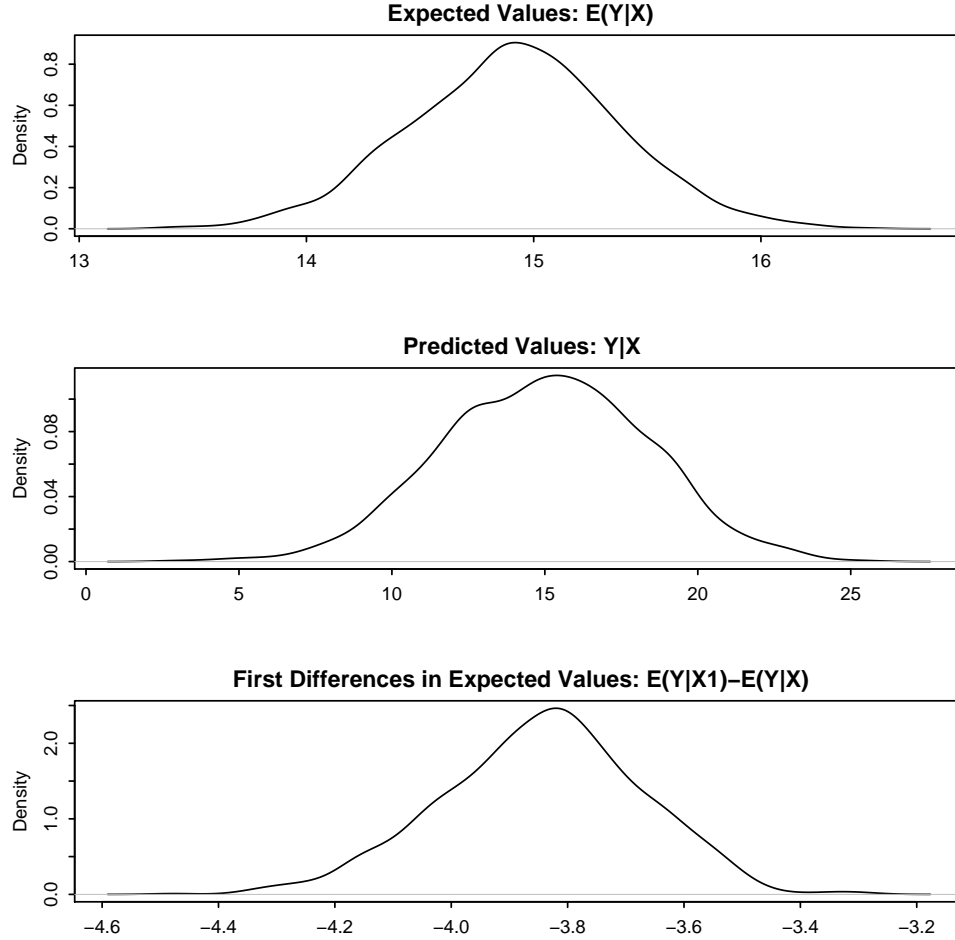 Expected Values: E(Y|X)
Density
0.0 0.2 0.4 0.6 0.8
13 14 15 16
Predicted Values: Y|X
Density
0.00 0.04 0.08
0 5 10 15 20 25
First Differences in Expected Values: E(Y|X1)−E(Y|X)
Density
0.0 1.0 2.0
−4.6 −4.4 −4.2 −4.0 −3.8 −3.6 −3.4 −3.2